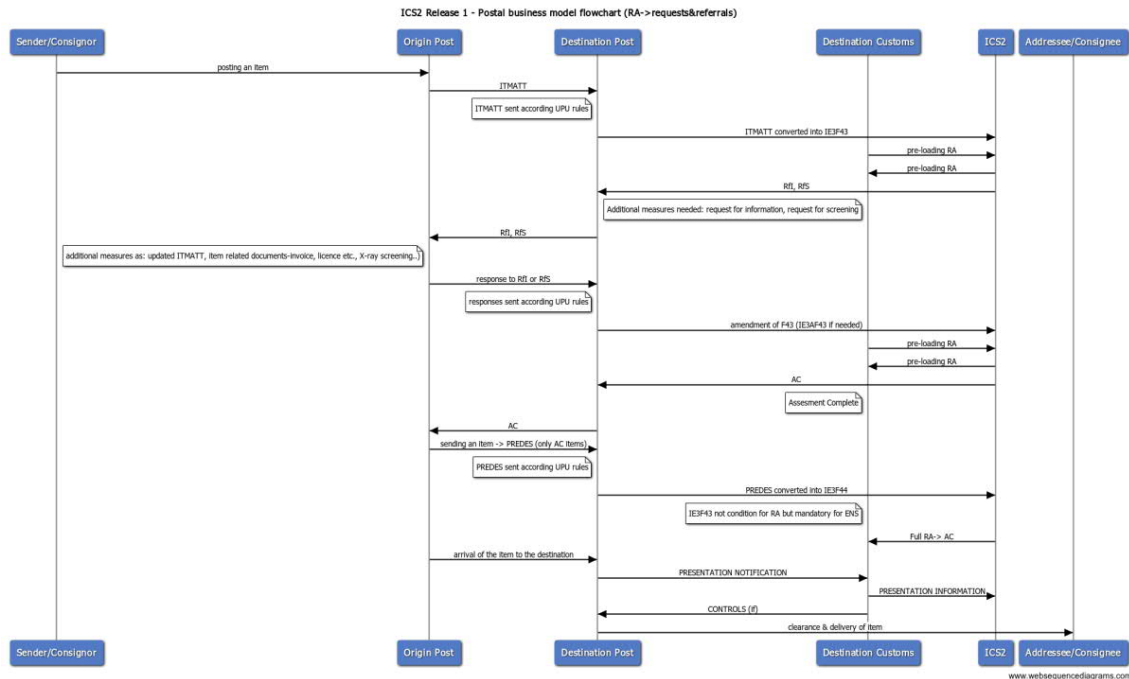 ICS2 Release 1 - Postal business model flowchart (RA->requests&referrals)
Sender/Consignor
Origin Post
Destination Post
Destination Customs
ICS2
Addressee/Consignee
posting an item
ITMATT
ITMATT sent according UPU rules
ITMATT converted into IE3F43
pre-loading RA
pre-loading RA
RfI, RfS
Additional measures needed: request for information, request for screening
RfI, RfS
additional measures as: updated ITMATT, item related documents-invoice, licence etc., X-ray screening..)
response to RfI or RfS
responses sent according UPU rules
amendment of F43 (IE3AF43 if needed)
pre-loading RA
pre-loading RA
AC
Assesment Complete
AC
sending an item -> PREDES (only AC items)
PREDES sent according UPU rules
PREDES converted into IE3F44
IE3F43 not condition for RA but mandatory for ENS
Full RA-> AC
arrival of the item to the destination
PRESENTATION NOTIFICATION
PRESENTATION INFORMATION
CONTROLS (if)
clearance & delivery of item
Sender/Consignor
Origin Post
Destination Post
Destination Customs
ICS2
Addressee/Consignee
www.websequencediagrams.com